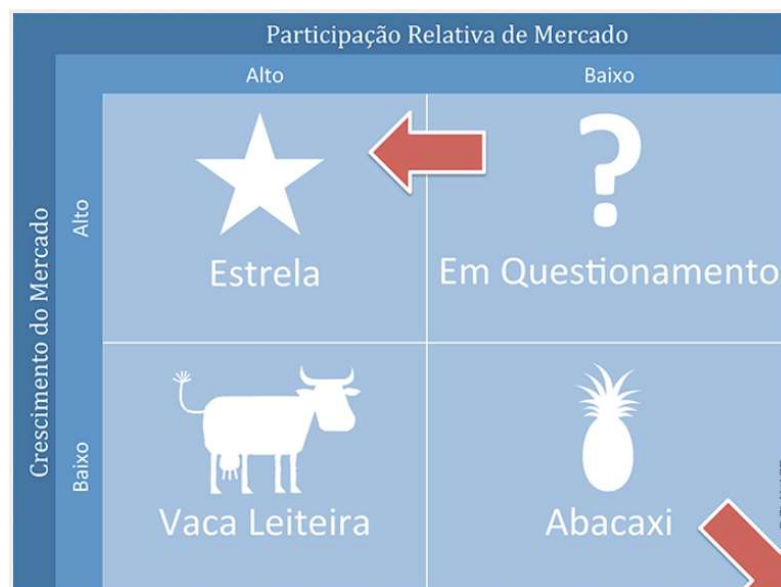 Participação Relativa de Mercado
Alto
Baixo
Crescimento do Mercado
Alto
?
Estrela
Em Questionamento
Baixo
Vaca Leiteira
Abacaxi